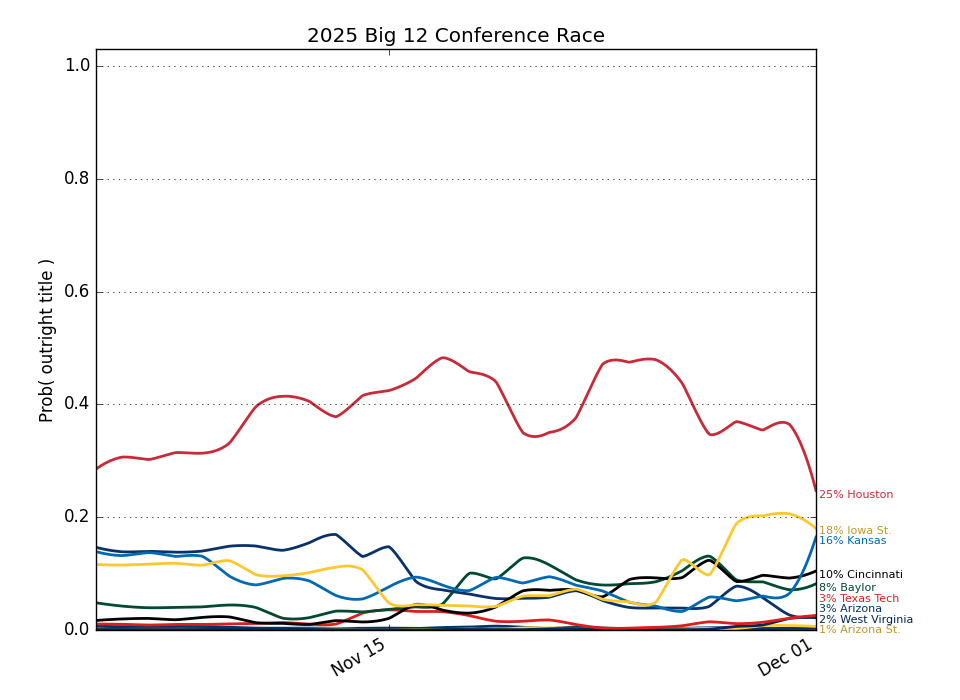 2025 Big 12 Conference Race
1.0
0.8
0.6
0.4
0.2
0.0
Prob( outright title )
25% Houston
18% Iowa St.
16% Kansas
10% Cincinnati
8% Baylor
3% Texas Tech
3% Arizona
2% West Virginia
1% Arizona St.
Nov 15
Dec 01